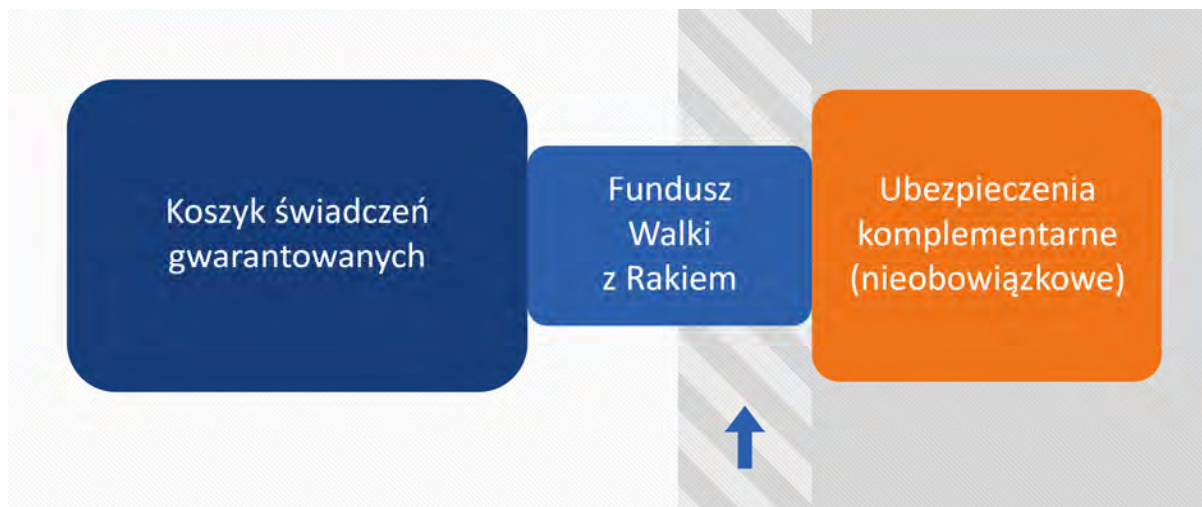 Koszyk świadczeń
gwarantowanych
Fundusz
Walki
z Rakiem
Ubezpieczenia
komplementarne
(nieobowiązkowe)